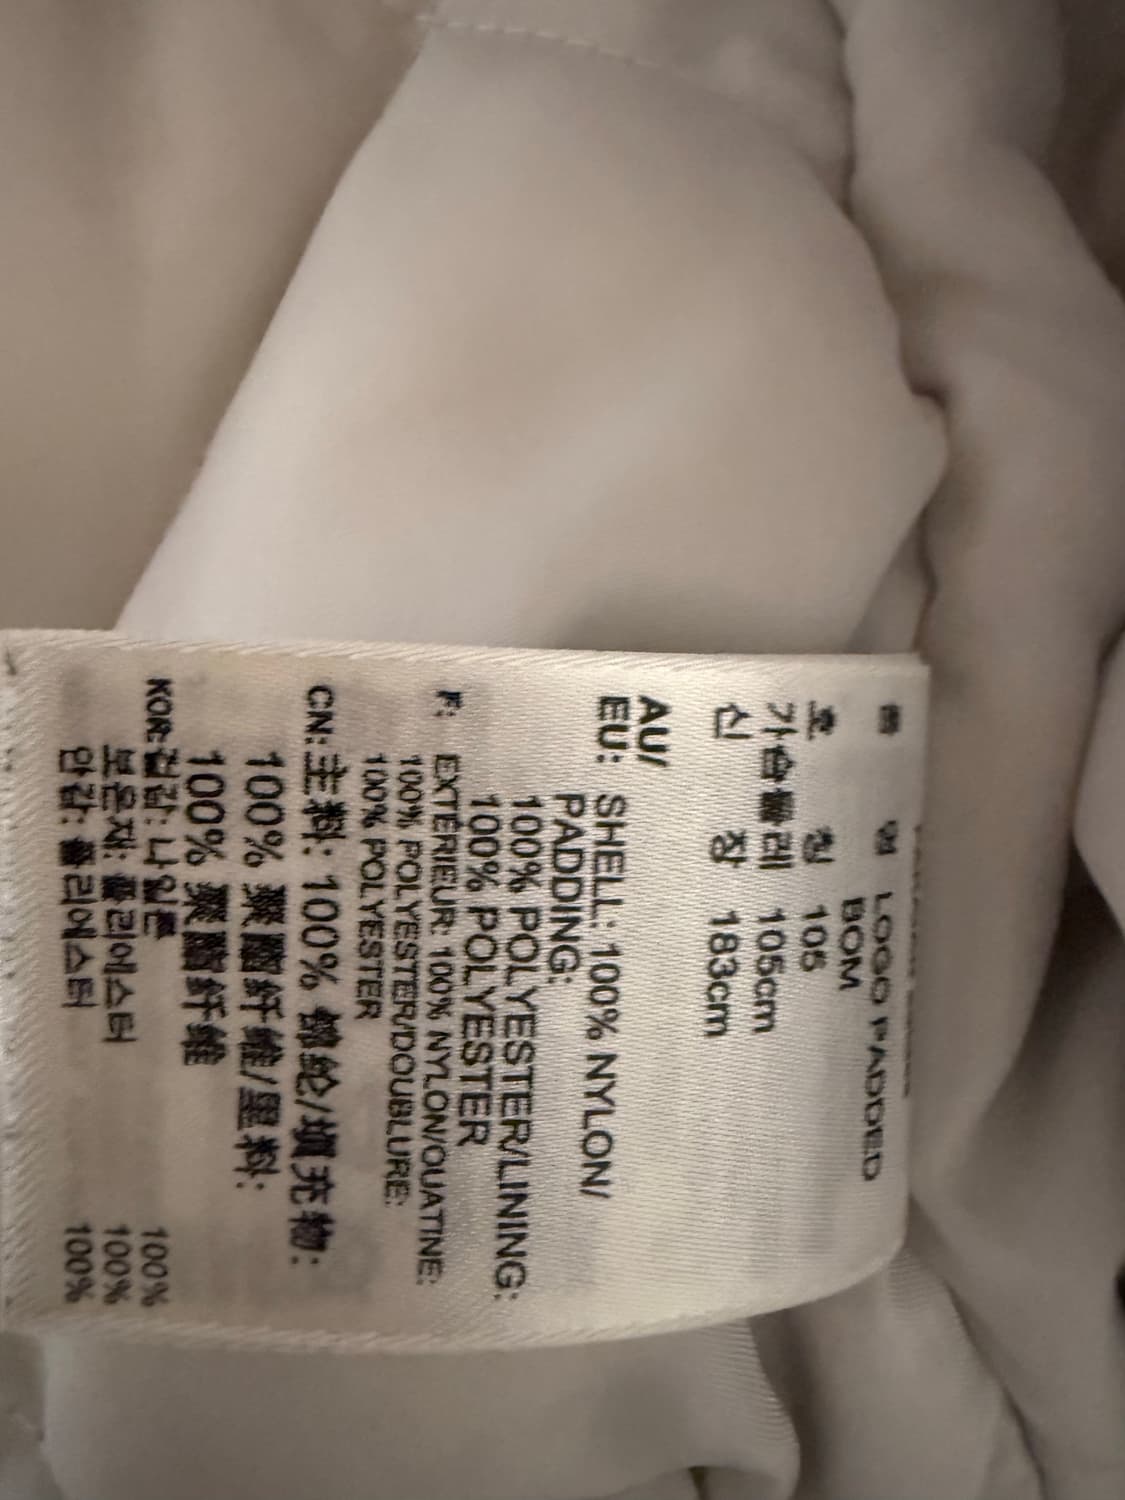 품 명 LOGO PADDED
BOM
호 칭 105
가슴둘레 105cm
신 장 183cm
AU/
EU: SHELL: 100% NYLON/
PADDING:
100% POLYESTER/LINING:
100% POLYESTER
F: EXTERIEUR: 100% NYLON/OUATINE:
100% POLYESTER/DOUBLURE:
100% POLYESTER
CN: 主料: 100% 锦纶/填充物:
100% 聚酯纤维/里料:
100% 聚酯纤维
KOR: 겉감: 나일론 100%
보온재: 폴리에스터 100%
안감: 폴리에스터 100%